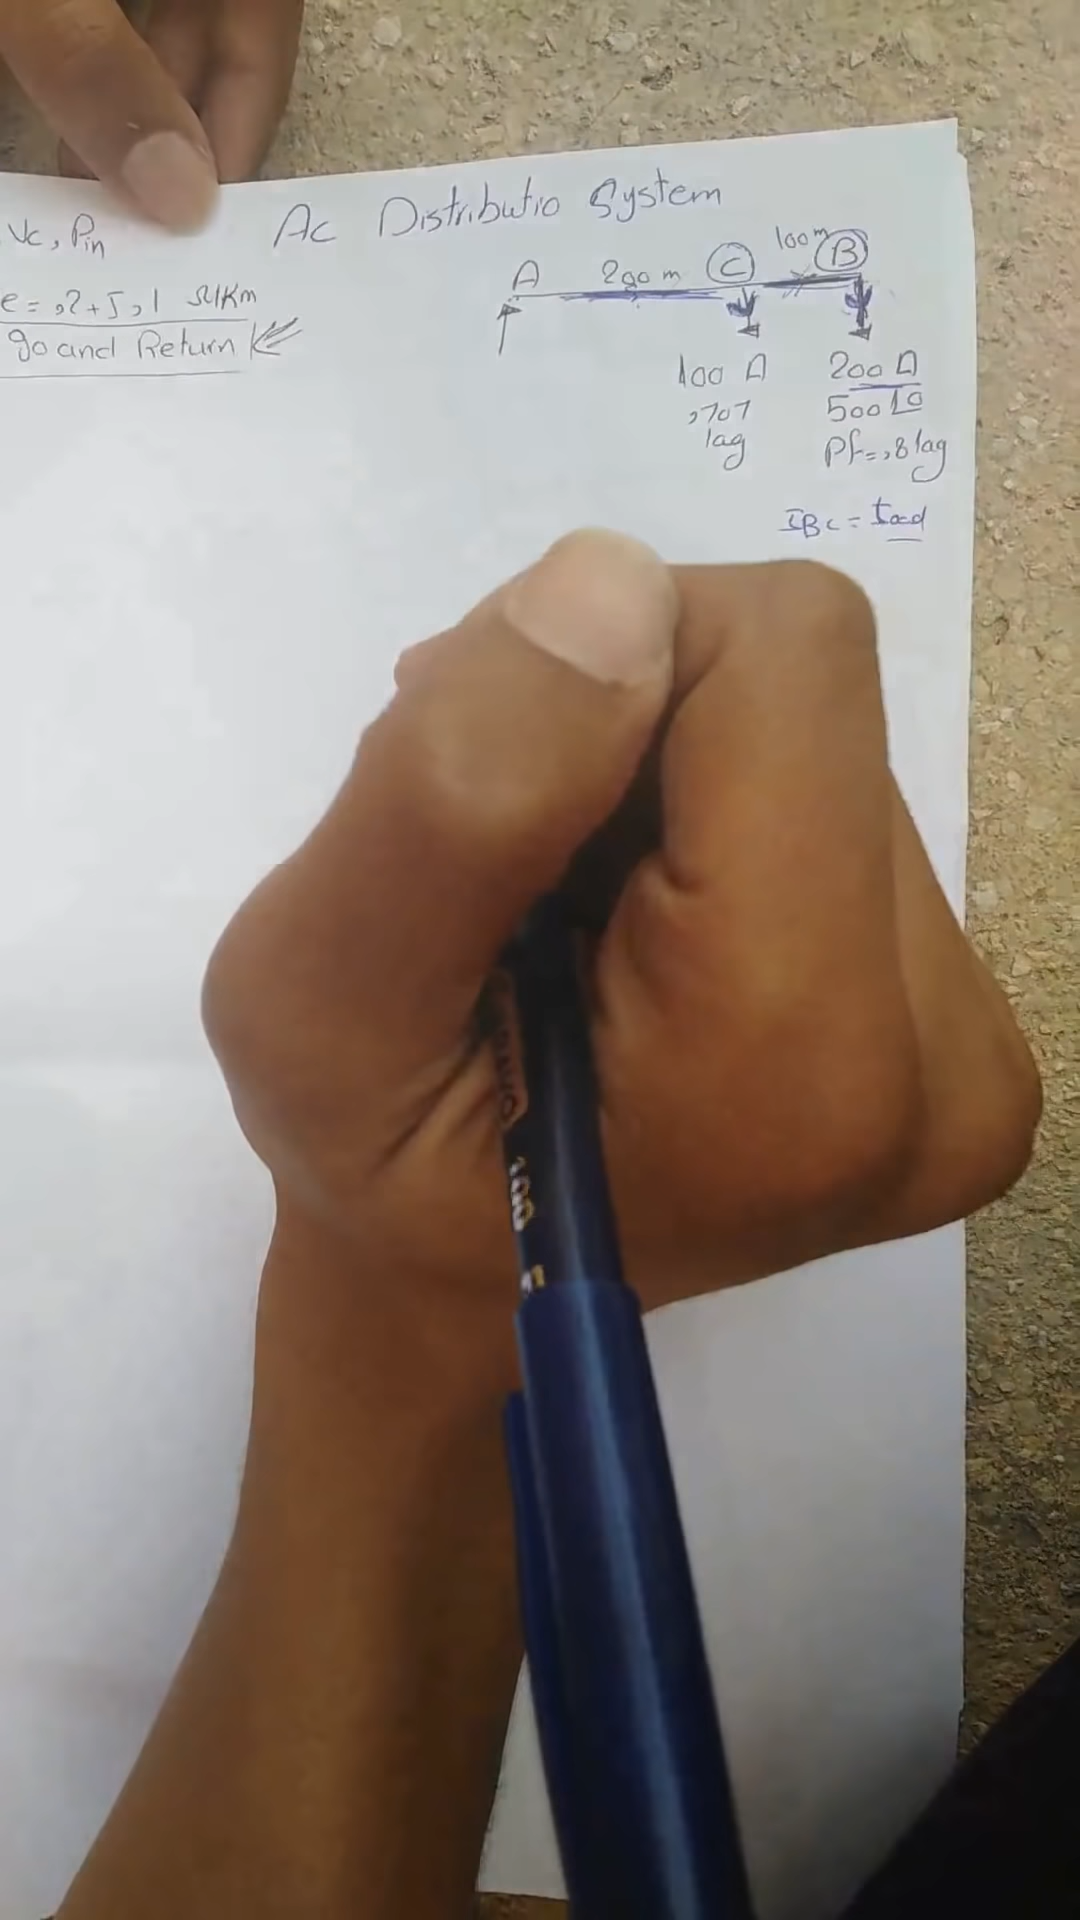 Ac Distributio System
Vc, Pin
e = ,2 + J,1 Ω/Km
go and Return
A 200 m C 100 m B
100 A
,707
lag
200 A
500 L0
Pf = ,8 lag
IBC =
100